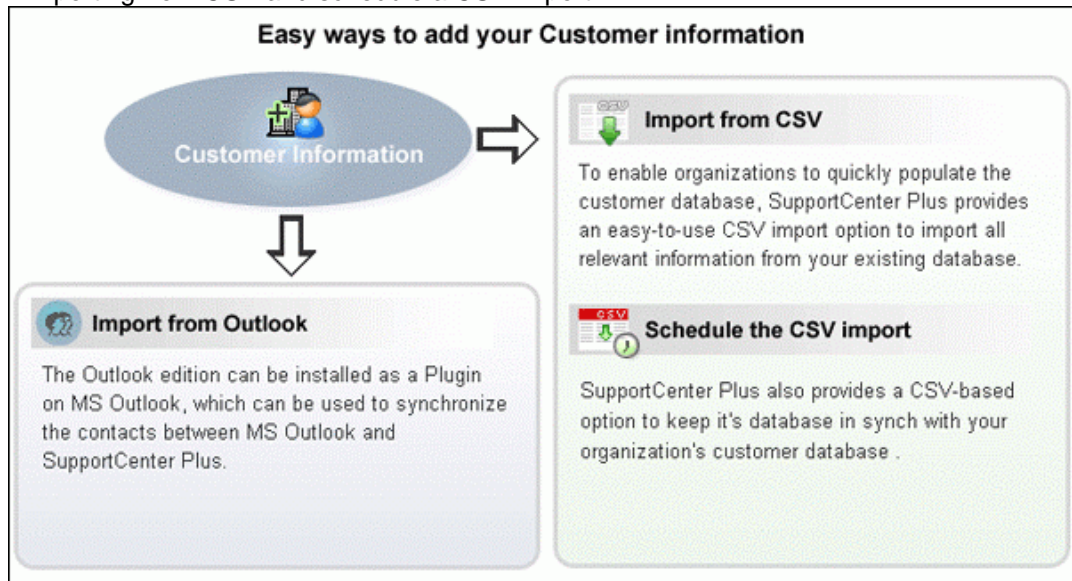 Easy ways to add your Customer information
Customer Information
Import from CSV
To enable organizations to quickly populate the
customer database, SupportCenter Plus provides
an easy-to-use CSV import option to import all
relevant information from your existing database.
Schedule the CSV import
SupportCenter Plus also provides a CSV-based
option to keep it's database in synch with your
organization's customer database .
Import from Outlook
The Outlook edition can be installed as a Plugin
on MS Outlook, which can be used to synchronize
the contacts between MS Outlook and
SupportCenter Plus.
CSV
CSV